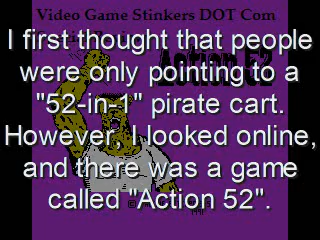 Video Game Stinkers DOT Com
I first thought that people
were only pointing to a
"52-in-1" pirate cart.
However, I looked online,
and there was a game
called "Action 52".